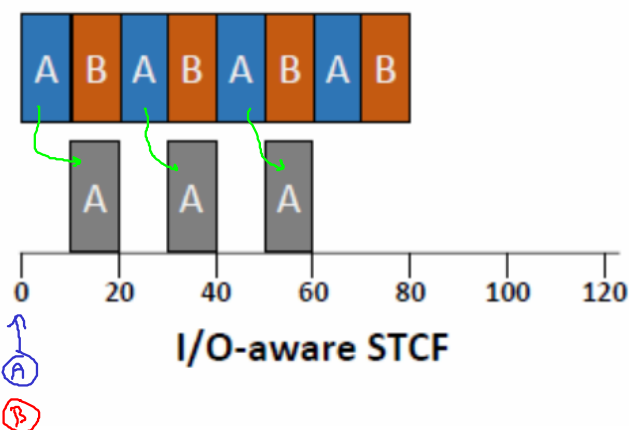 A B A B A B A B
A A A
0 20 40 60 80 100 120
I/O-aware STCF
A
B